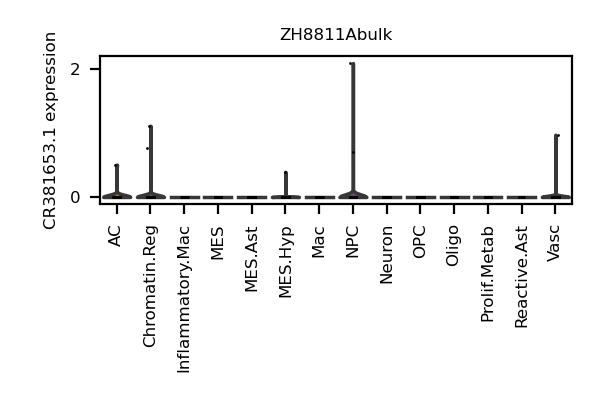 ZH8811Abulk
CR381653.1 expression
2
0
AC
Chromatin.Reg
Inflammatory.Mac
MES
MES.Ast
MES.Hyp
Mac
NPC
Neuron
OPC
Oligo
Prolif.Metab
Reactive.Ast
Vasc